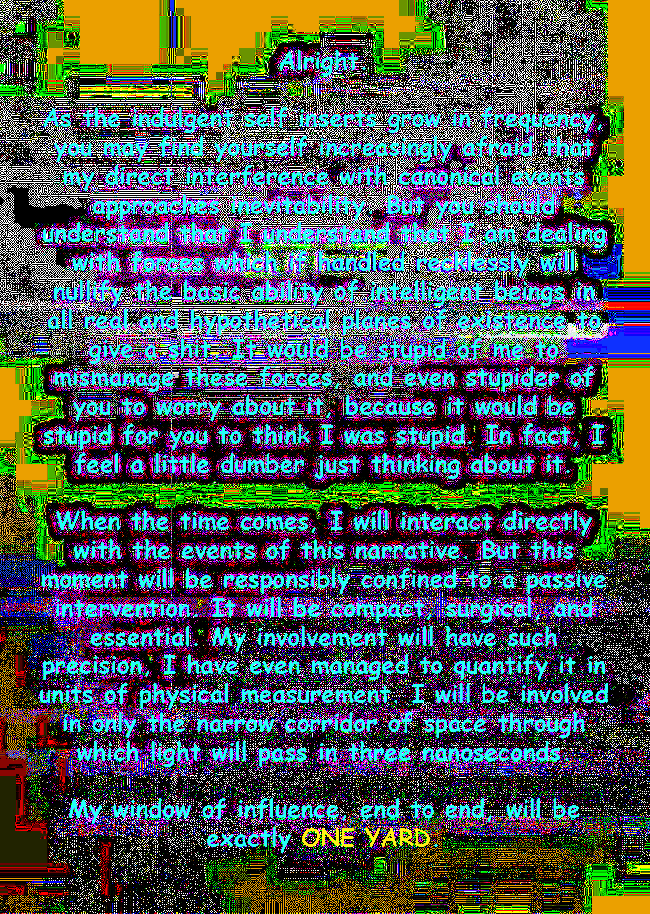 Alright.
As the indulgent self inserts grow in frequency,
you may find yourself increasingly afraid that
my direct interference with canonical events
approaches inevitability. But you should
understand that I understand that I am dealing
with forces which if handled recklessly will
nullify the basic ability of intelligent beings in
all real and hypothetical planes of existence to
give a shit. It would be stupid of me to
mismanage these forces, and even stupider of
you to worry about it, because it would be
stupid for you to think I was stupid. In fact, I
feel a little dumber just thinking about it.
When the time comes, I will interact directly
with the events of this narrative. But this
moment will be responsibly confined to a passive
intervention. It will be compact, surgical, and
essential. My involvement will have such
precision, I have even managed to quantify it in
units of physical measurement. I will be involved
in only the narrow corridor of space through
which light will pass in three nanoseconds.
My window of influence, end to end, will be
exactly ONE YARD.